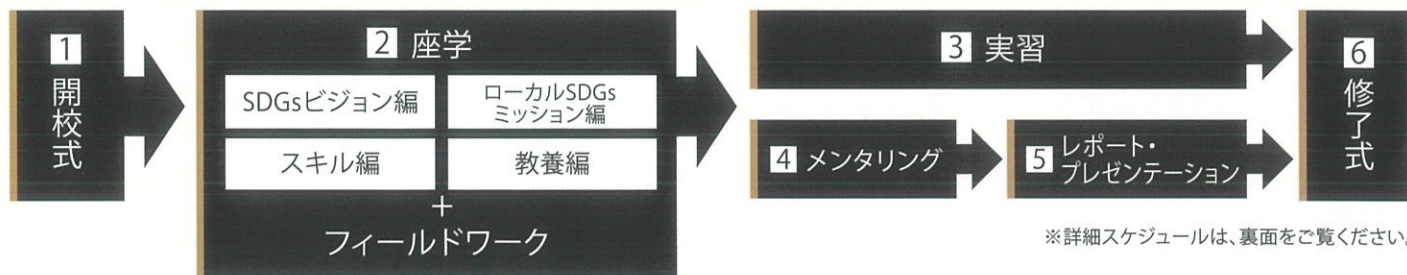 1
開校式
2 座学
SDGsビジョン編
ローカルSDGs
ミッション編
スキル編
教養編
+
フィールドワーク
3 実習
4 メンタリング
5 レポート・
プレゼンテーション
6
修了式
※詳細スケジュールは、裏面をご覧ください。